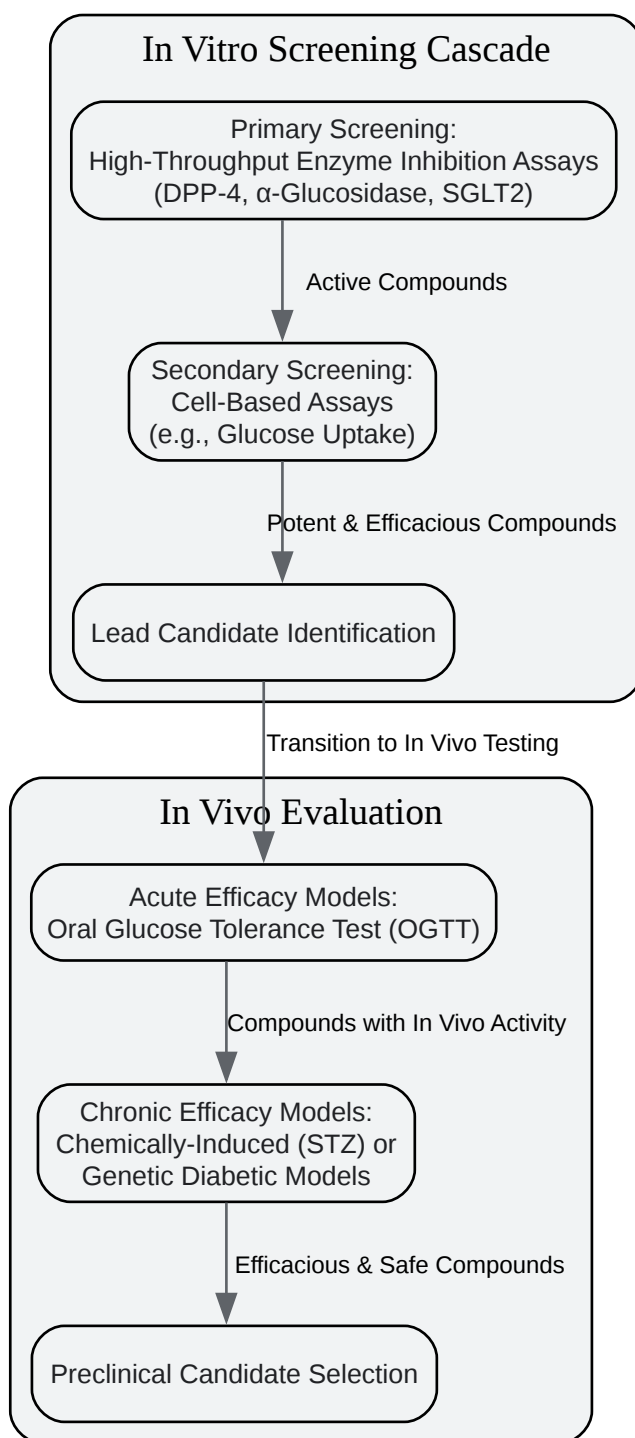 In Vitro Screening Cascade
Primary Screening:
High-Throughput Enzyme Inhibition Assays
(DPP-4, α-Glucosidase, SGLT2)
Active Compounds
Secondary Screening:
Cell-Based Assays
(e.g., Glucose Uptake)
Potent & Efficacious Compounds
Lead Candidate Identification
Transition to In Vivo Testing
In Vivo Evaluation
Acute Efficacy Models:
Oral Glucose Tolerance Test (OGTT)
Compounds with In Vivo Activity
Chronic Efficacy Models:
Chemically-Induced (STZ) or
Genetic Diabetic Models
Efficacious & Safe Compounds
Preclinical Candidate Selection